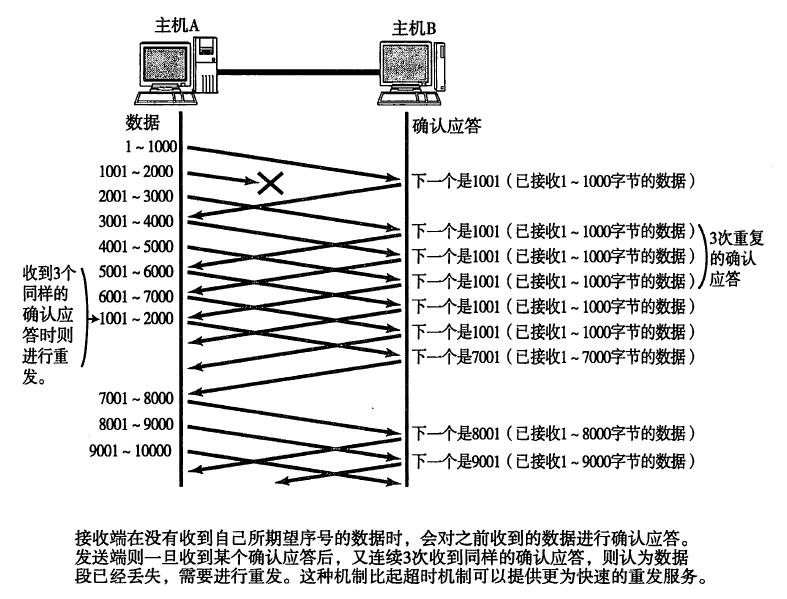 主机A
主机B
数据
确认应答
1～1000
1001～2000
2001～3000
3001～4000
4001～5000
5001～6000
6001～7000
1001～2000
7001～8000
8001～9000
9001～10000
收到3个
同样的
确认应
答时则
进行重
发。
下一个是1001（已接收1～1000字节的数据）
下一个是1001（已接收1～1000字节的数据）
下一个是1001（已接收1～1000字节的数据）
下一个是1001（已接收1～1000字节的数据）
下一个是1001（已接收1～1000字节的数据）
下一个是1001（已接收1～1000字节的数据）
下一个是7001（已接收1～7000字节的数据）
下一个是8001（已接收1～8000字节的数据）
下一个是9001（已接收1～9000字节的数据）
3次重复
的确认
应答
接收端在没有收到自己所期望序号的数据时，会对之前收到的数据进行确认应答。
发送端则一旦收到某个确认应答后，又连续3次收到同样的确认应答，则认为数据
段已经丢失，需要进行重发。这种机制比起超时机制可以提供更为快速的重发服务。